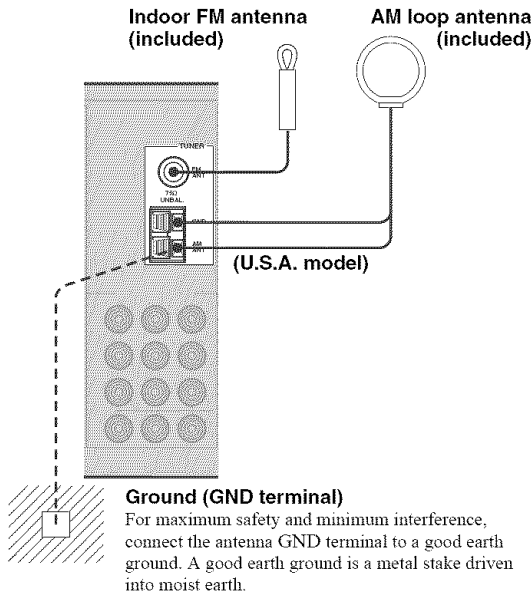 Indoor FM antenna
(included)
AM loop antenna
(included)
TUNER
FM
ANT
75Ω
UNBAL.
GND
AM
ANT
(U.S.A. model)
Ground (GND terminal)
For maximum safety and minimum interference,
connect the antenna GND terminal to a good earth
ground. A good earth ground is a metal stake driven
into moist earth.